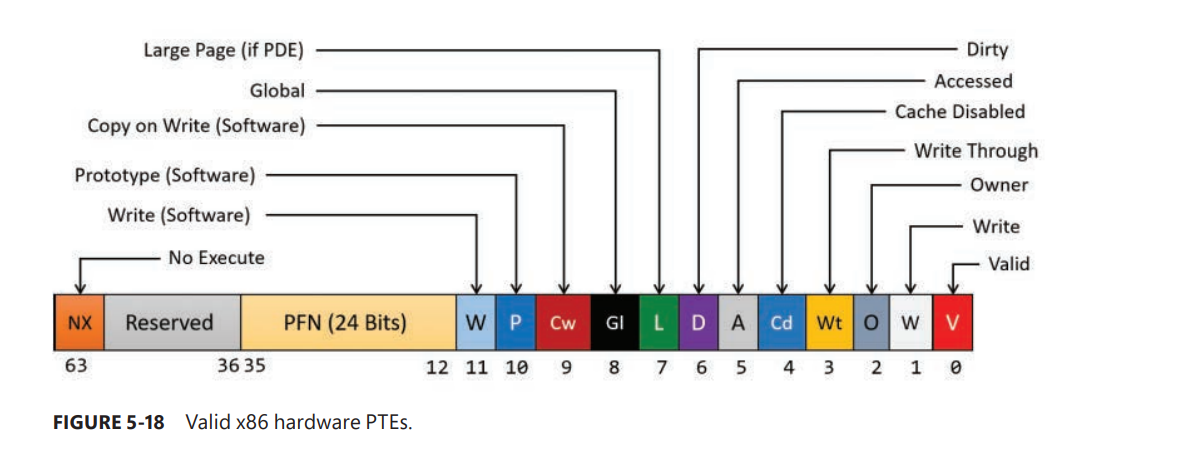 Large Page (if PDE)
Dirty
Global
Accessed
Copy on Write (Software)
Cache Disabled
Prototype (Software)
Write Through
Write (Software)
Owner
No Execute
Write
Valid
NX Reserved PFN (24 Bits) W P Cw Gl L D A Cd Wt O W V
63 36 35 12 11 10 9 8 7 6 5 4 3 2 1 0
FIGURE 5-18 Valid x86 hardware PTEs.